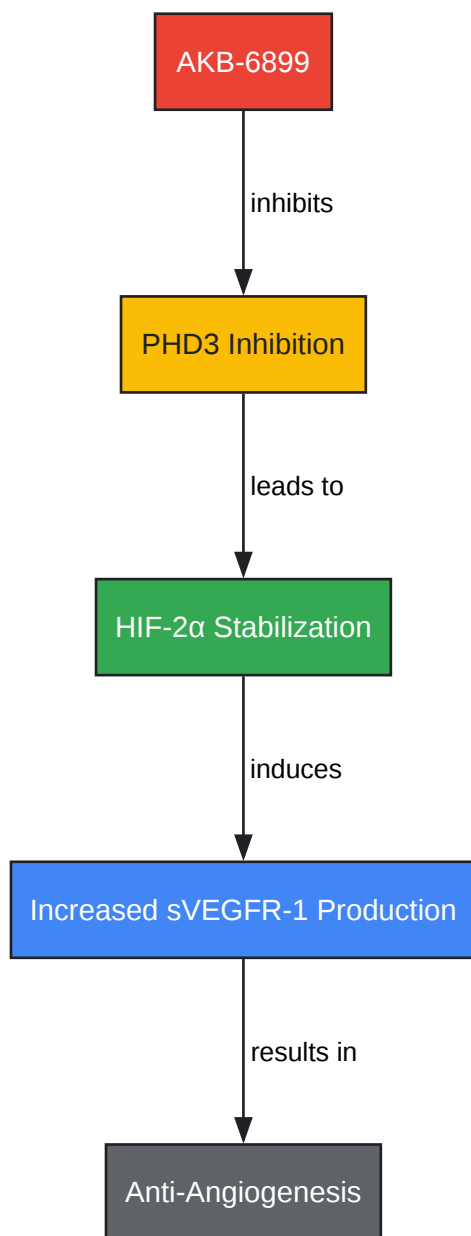 AKB-6899
inhibits
PHD3 Inhibition
leads to
HIF-2α Stabilization
induces
Increased sVEGFR-1 Production
results in
Anti-Angiogenesis